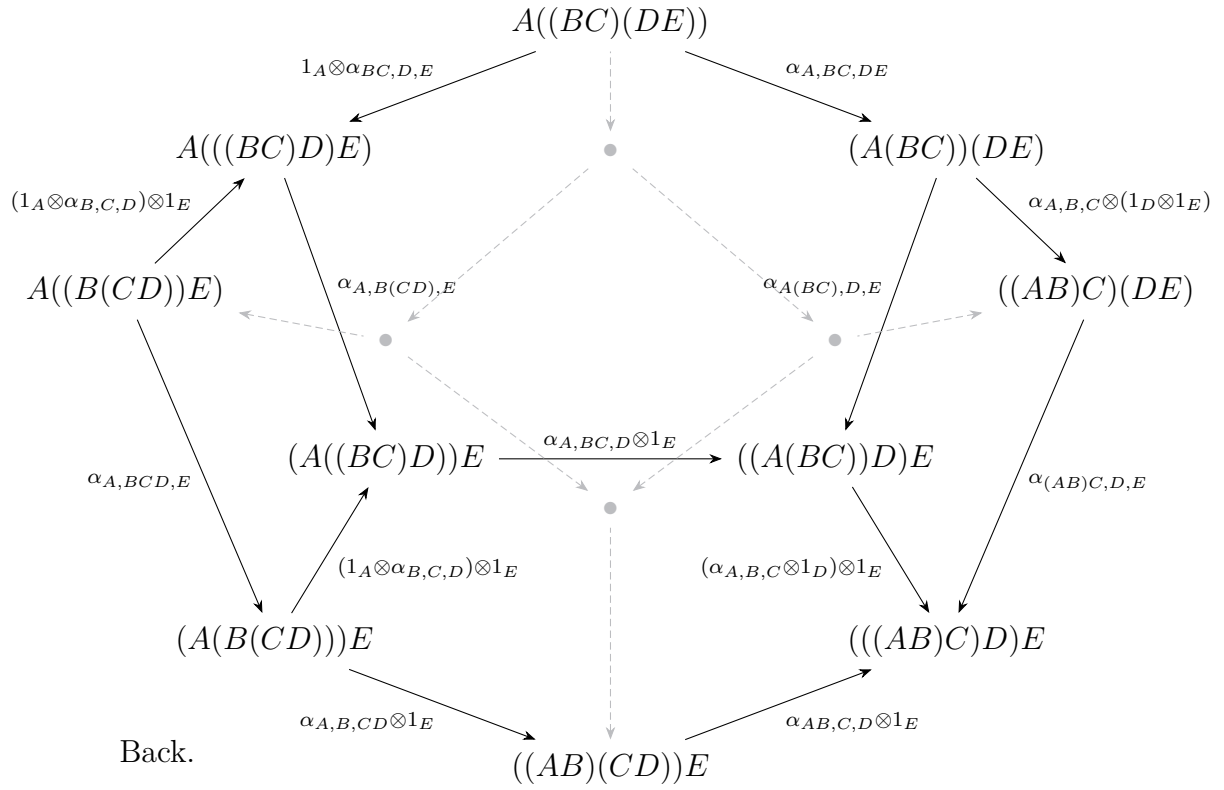 A((BC)(DE))
1_A⊗α_{BC,D,E}
α_{A,BC,DE}
A(((BC)D)E)
(A(BC))(DE)
(1_A⊗α_{B,C,D})⊗1_E
α_{A,B,C}⊗(1_D⊗1_E)
A((B(CD))E)
α_{A,B(CD),E}
α_{A(BC),D,E}
((AB)C)(DE)
(A((BC)D))E
α_{A,BC,D}⊗1_E
((A(BC))D)E
α_{A,BCD,E}
α_{(AB)C,D,E}
(1_A⊗α_{B,C,D})⊗1_E
(α_{A,B,C}⊗1_D)⊗1_E
(A(B(CD)))E
(((AB)C)D)E
α_{A,B,CD}⊗1_E
α_{AB,C,D}⊗1_E
Back.
((AB)(CD))E